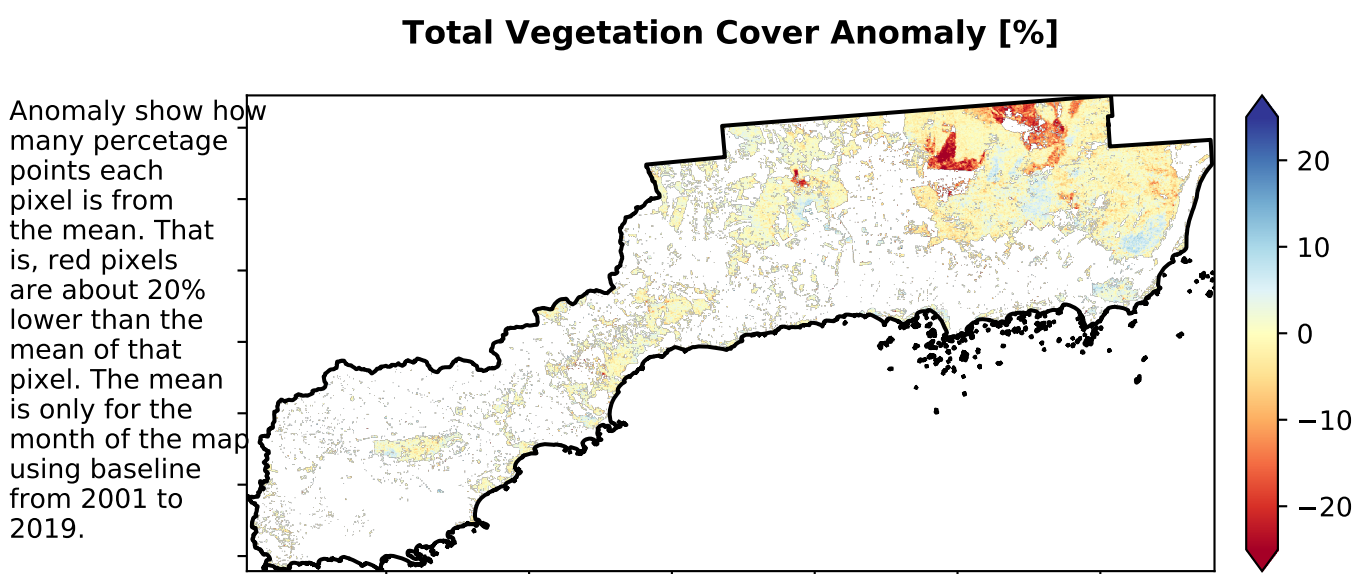 Total Vegetation Cover Anomaly [%]
Anomaly show how
many percetage
points each
pixel is from
the mean. That
is, red pixels
are about 20%
lower than the
mean of that
pixel. The mean
is only for the
month of the map
using baseline
from 2001 to
2019.
20
10
0
−10
−20